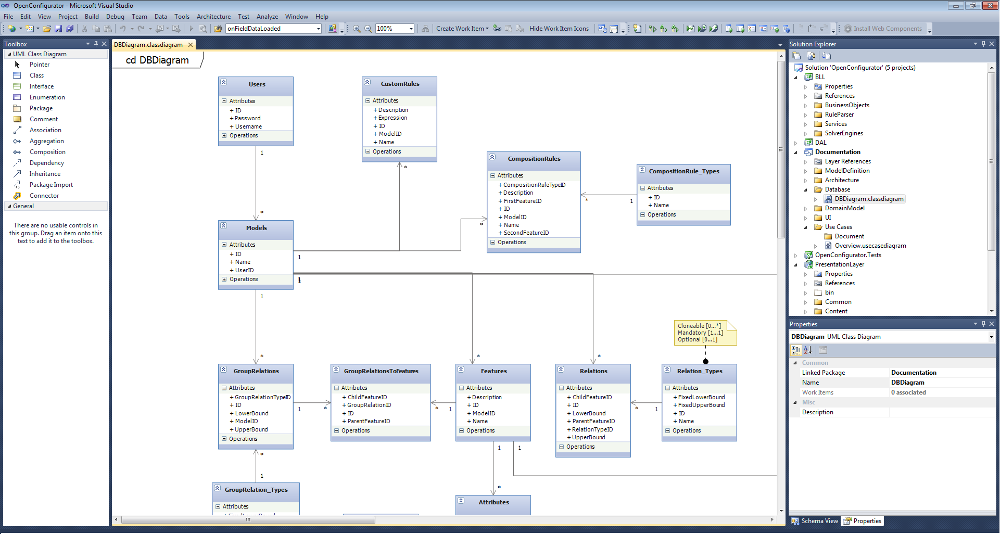 OpenConfigurator - Microsoft Visual Studio
File Edit View Project Build Debug Team Data Tools Architecture Test Analyze Window Help
onFieldDataLoaded 100% Create Work Item Hide Work Item Icons Install Web Components
Toolbox
UML Class Diagram
Pointer
Class
Interface
Enumeration
Package
Comment
Association
Aggregation
Composition
Dependency
Inheritance
Package Import
Connector
General
There are no usable controls in
this group. Drag an item onto this
text to add it to the toolbox.
DBDiagram.classdiagram
cd DBDiagram
Users
Attributes
+ ID
+ Password
+ Username
Operations
1
*
CustomRules
Attributes
+ Description
+ Expression
+ ID
+ ModelID
+ Name
Operations
*
CompositionRules
Attributes
+ CompositionRuleTypeID
+ Description
+ FirstFeatureID
+ ID
+ ModelID
+ Name
+ SecondFeatureID
Operations
*
* 1
CompositionRule_Types
Attributes
+ ID
+ Name
Operations
Models
Attributes
+ ID
+ Name
+ UserID
Operations
1
1
1
*
*
*
Cloneable [0...*]
Mandatory [1...1]
Optional [0...1]
GroupRelations
Attributes
+ GroupRelationTypeID
+ ID
+ LowerBound
+ ModelID
+ UpperBound
Operations
1 *
GroupRelationsToFeatures
Attributes
+ ChildFeatureID
+ GroupRelationID
+ ID
+ ParentFeatureID
Operations
* 1
Features
Attributes
+ Description
+ ID
+ ModelID
+ Name
Operations
1 1
Relations
Attributes
+ ChildFeatureID
+ ID
+ LowerBound
+ ParentFeatureID
+ RelationTypeID
+ UpperBound
Operations
* 1
Relation_Types
Attributes
+ FixedLowerBound
+ FixedUpperBound
+ ID
+ Name
Operations
*
1
GroupRelation_Types
Attributes
+ FixedLowerBound
*
Attributes
Solution Explorer
Solution 'OpenConfigurator' (5 projects)
BLL
Properties
References
BusinessObjects
RuleParser
Services
SolverEngines
DAL
Documentation
Layer References
ModelDefinition
Architecture
Database
DBDiagram.classdiagram
DomainModel
UI
Use Cases
Document
Overview.usecasediagram
OpenConfigurator.Tests
PresentationLayer
Properties
References
bin
Common
Content
Properties
DBDiagram UML Class Diagram
Common
Linked Package Documentation
Name DBDiagram
Work Items 0 associated
Misc
Description
Schema View Properties